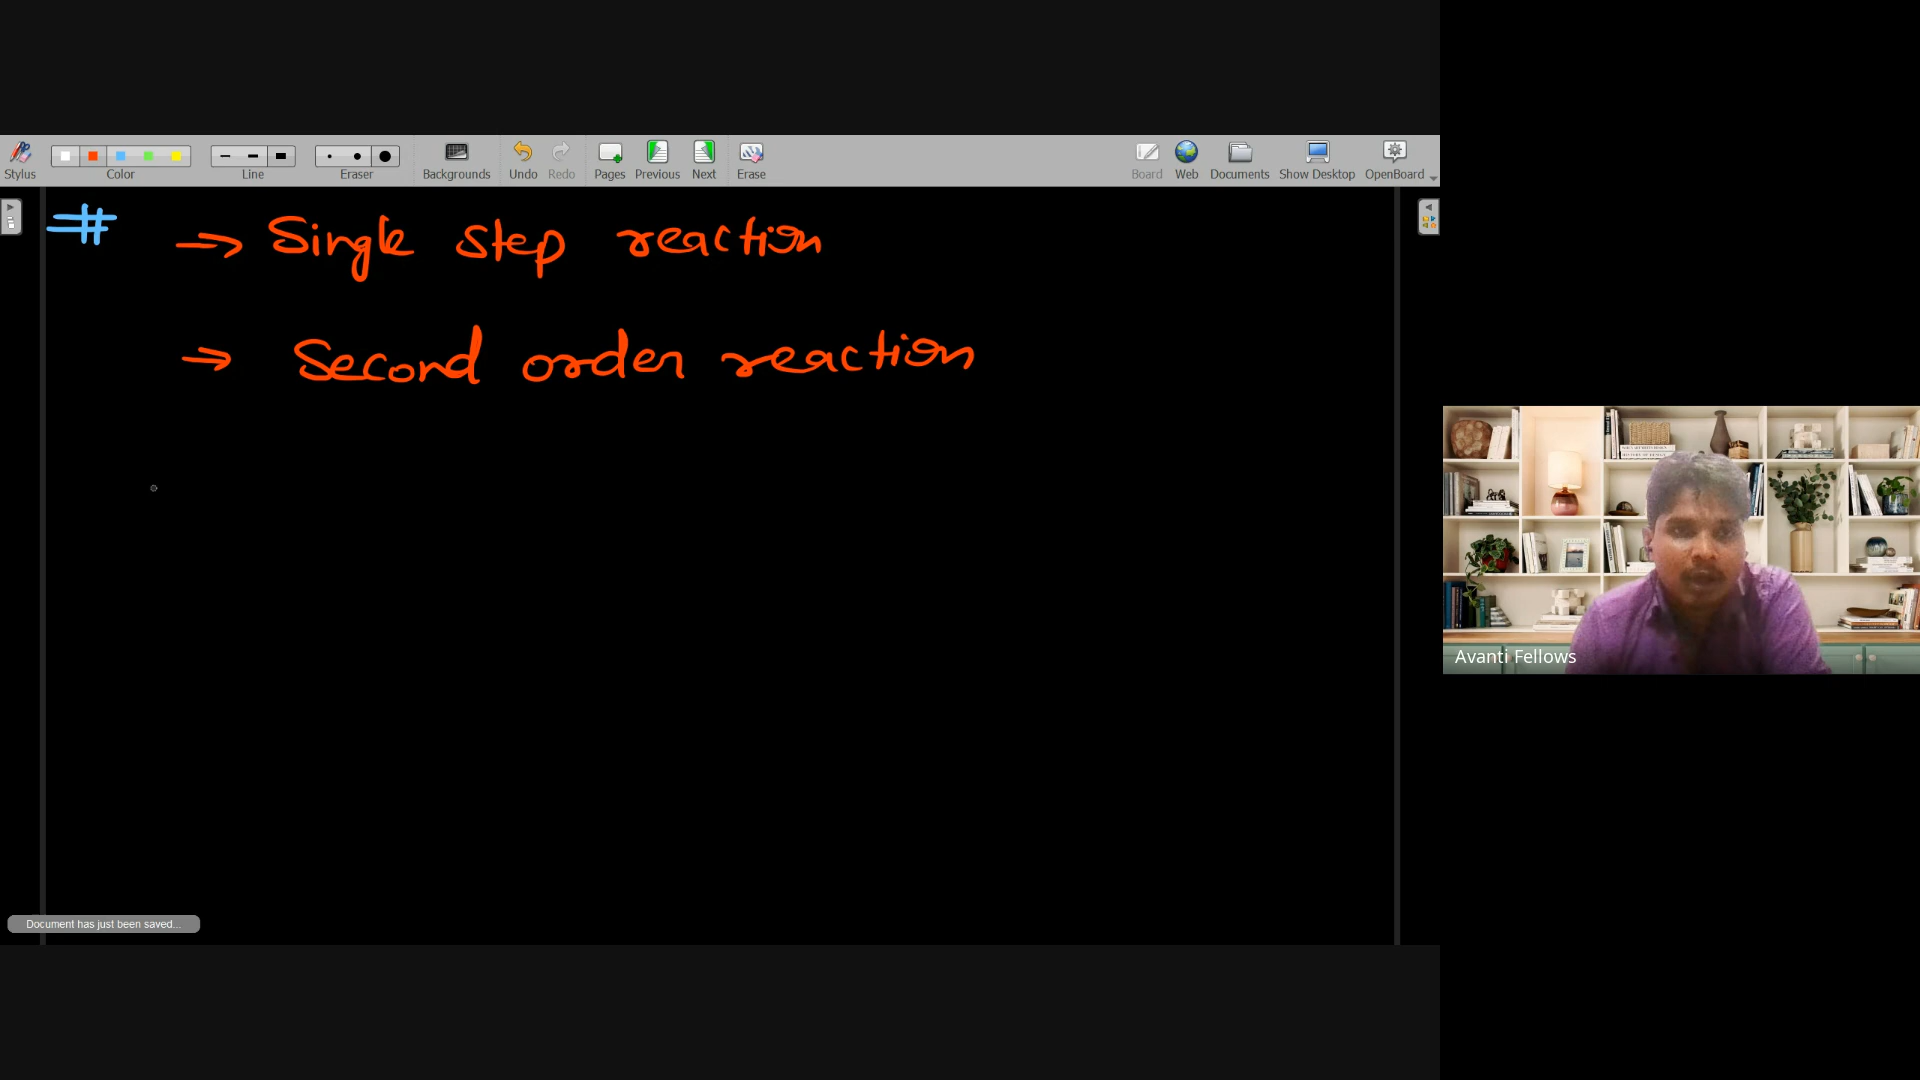 Stylus
Color
Line
Eraser
Backgrounds
Undo
Redo
Pages
Previous
Next
Erase
Board
Web
Documents
Show Desktop
OpenBoard
# → Single step reaction
→ Second order reaction
Avanti Fellows
Document has just been saved...